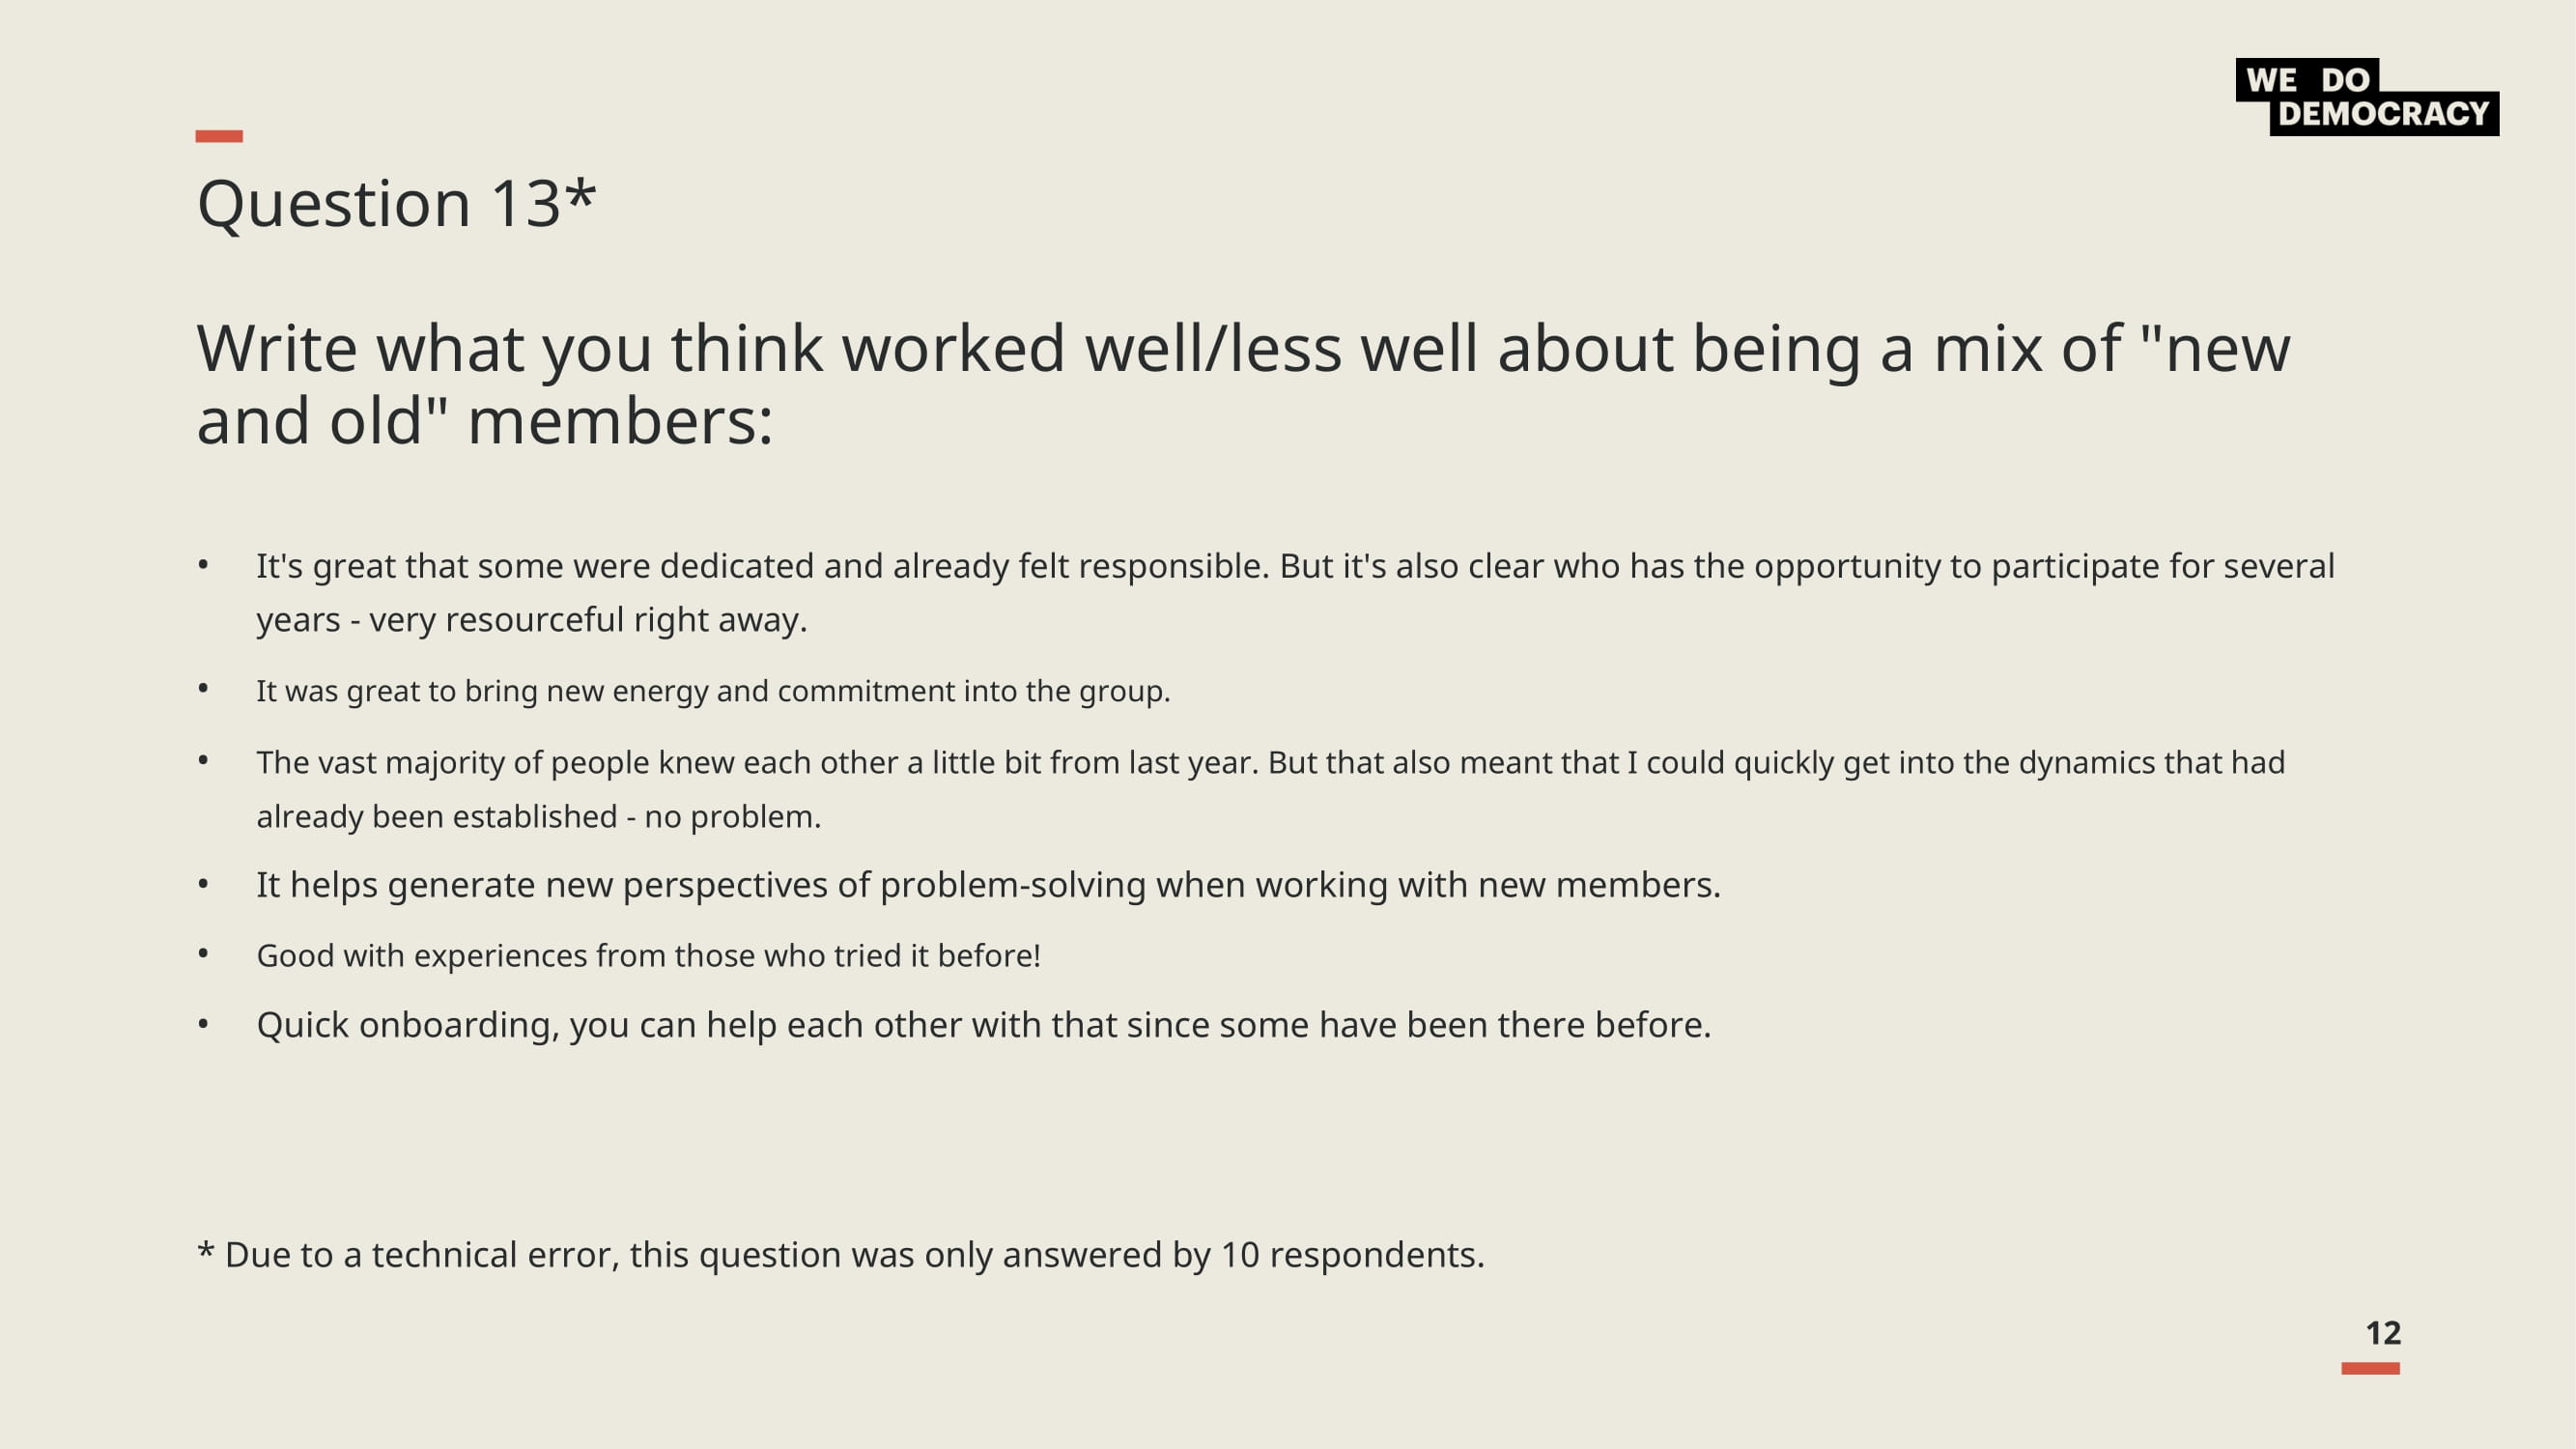 WE DO
DEMOCRACY
Question 13*
Write what you think worked well/less well about being a mix of "new
and old" members:
• It's great that some were dedicated and already felt responsible. But it's also clear who has the opportunity to participate for several
years - very resourceful right away.
• It was great to bring new energy and commitment into the group.
• The vast majority of people knew each other a little bit from last year. But that also meant that I could quickly get into the dynamics that had
already been established - no problem.
• It helps generate new perspectives of problem-solving when working with new members.
• Good with experiences from those who tried it before!
• Quick onboarding, you can help each other with that since some have been there before.
* Due to a technical error, this question was only answered by 10 respondents.
12